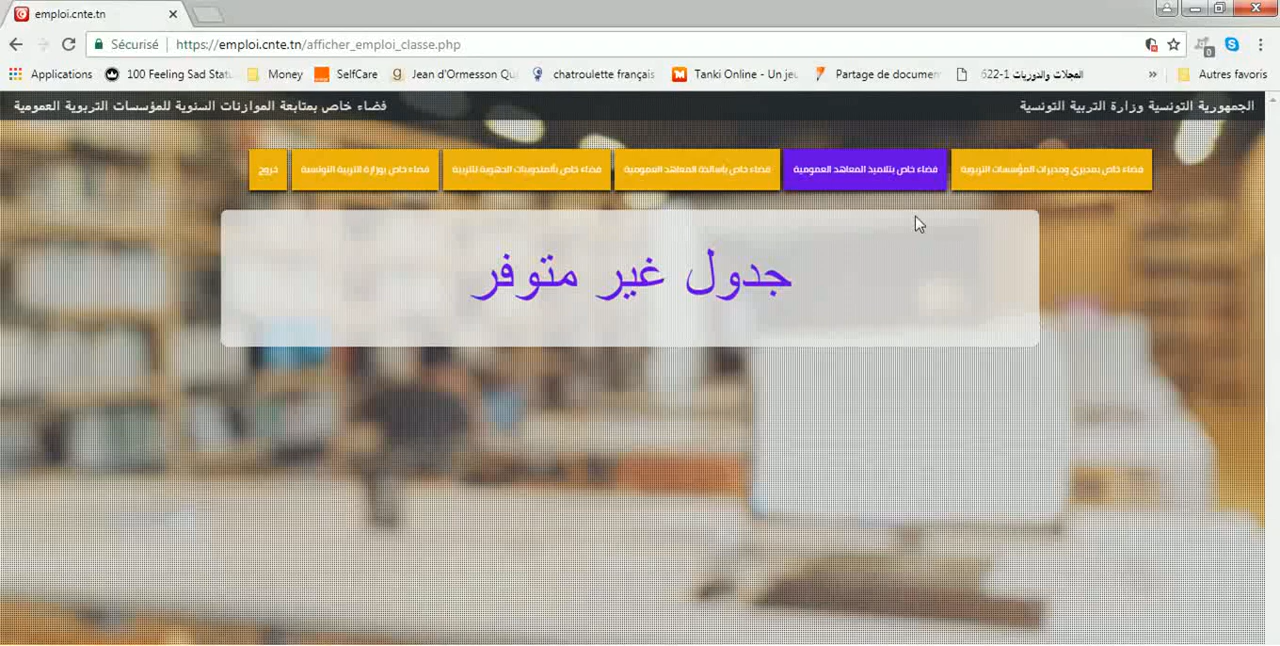 emploi.cnte.tn
Sécurisé https://emploi.cnte.tn/afficher_emploi_classe.php
0
Applications 100 Feeling Sad Statu Money SelfCare Jean d'Ormesson Qu chatroulette français Tanki Online - Un jeu Partage de documen المجلات والدوريات 1-622 » Autres favoris
الجمهورية التونسية وزارة التربية التونسية فضاء خاص بمتابعة الموازنات السنوية للمؤسسات التربوية العمومية
فضاء خاص بمديري ومديرات المؤسسات التربوية فضاء خاص بتلاميذ المعاهد العمومية فضاء خاص بأساتذة المعاهد العمومية فضاء خاص بالمندوبيات الجهوية للتربية فضاء خاص بوزارة التربية التونسية خروج
جدول غير متوفر